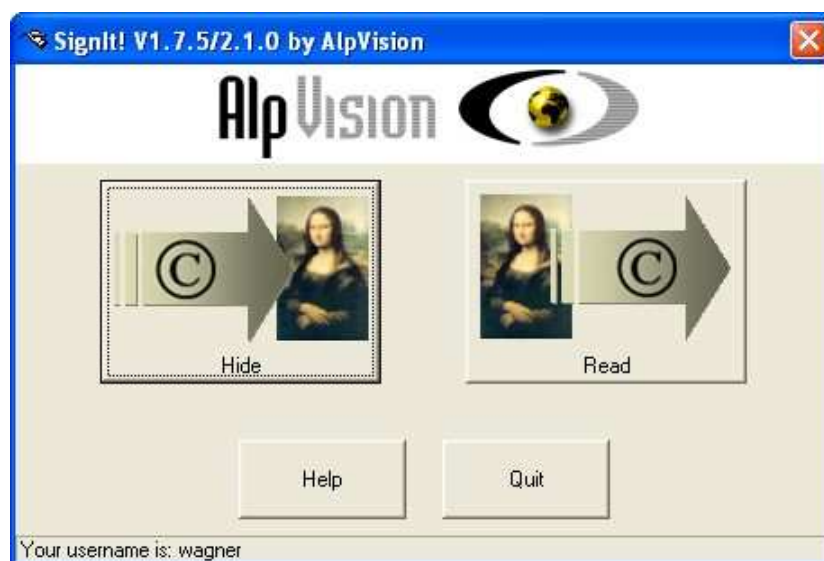 SignIt! V1.7.5/2.1.0 by AlpVision
AlpVision
©
©
Hide
Read
Help
Quit
Your username is: wagner